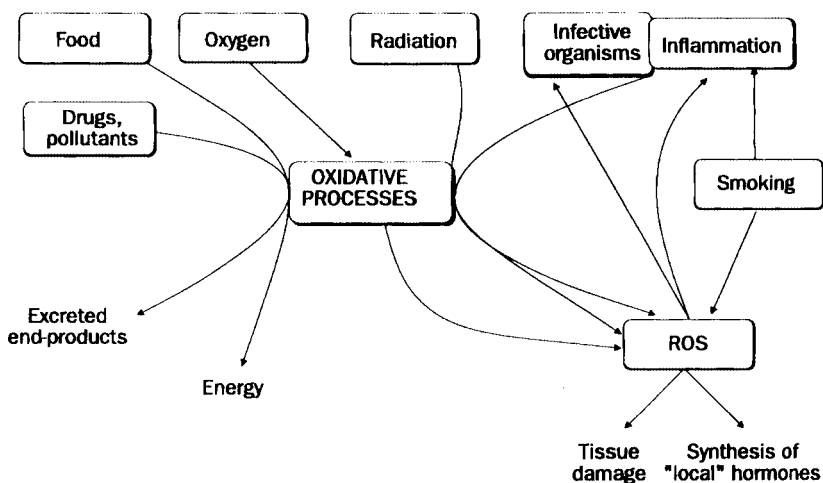 Food
Oxygen
Radiation
Infective
organisms
Inflammation
Drugs,
pollutants
OXIDATIVE
PROCESSES
Smoking
Excreted
end-products
Energy
ROS
Tissue
damage
Synthesis of
"local" hormones